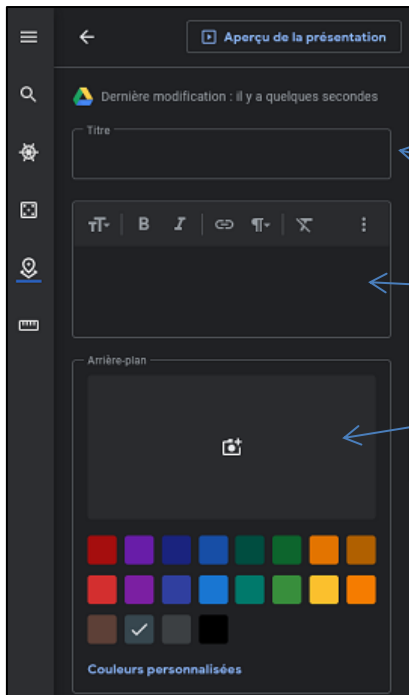 Aperçu de la présentation
Dernière modification : il y a quelques secondes
Titre
B I
Arrière-plan
Couleurs personnalisées